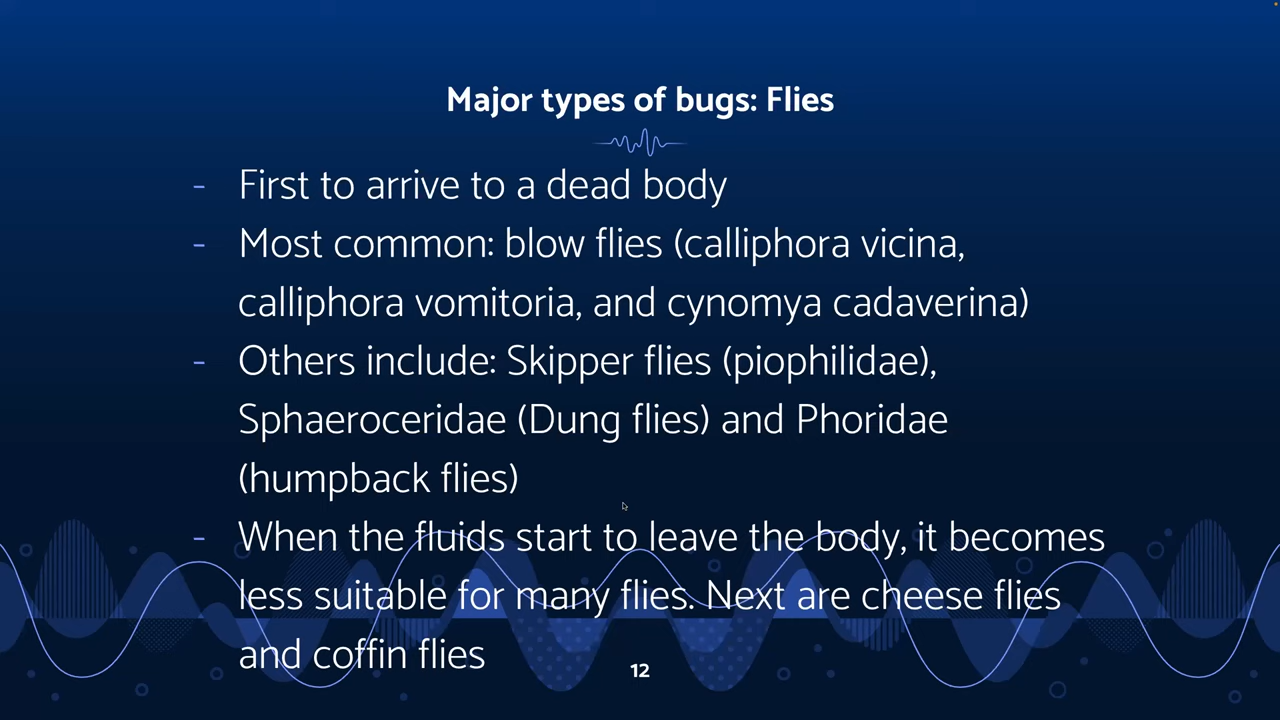 Major types of bugs: Flies
- First to arrive to a dead body
- Most common: blow flies (calliphora vicina,
calliphora vomitoria, and cynomya cadaverina)
- Others include: Skipper flies (piophilidae),
Sphaeroceridae (Dung flies) and Phoridae
(humpback flies)
- When the fluids start to leave the body, it becomes
less suitable for many flies. Next are cheese flies
and coffin flies
12